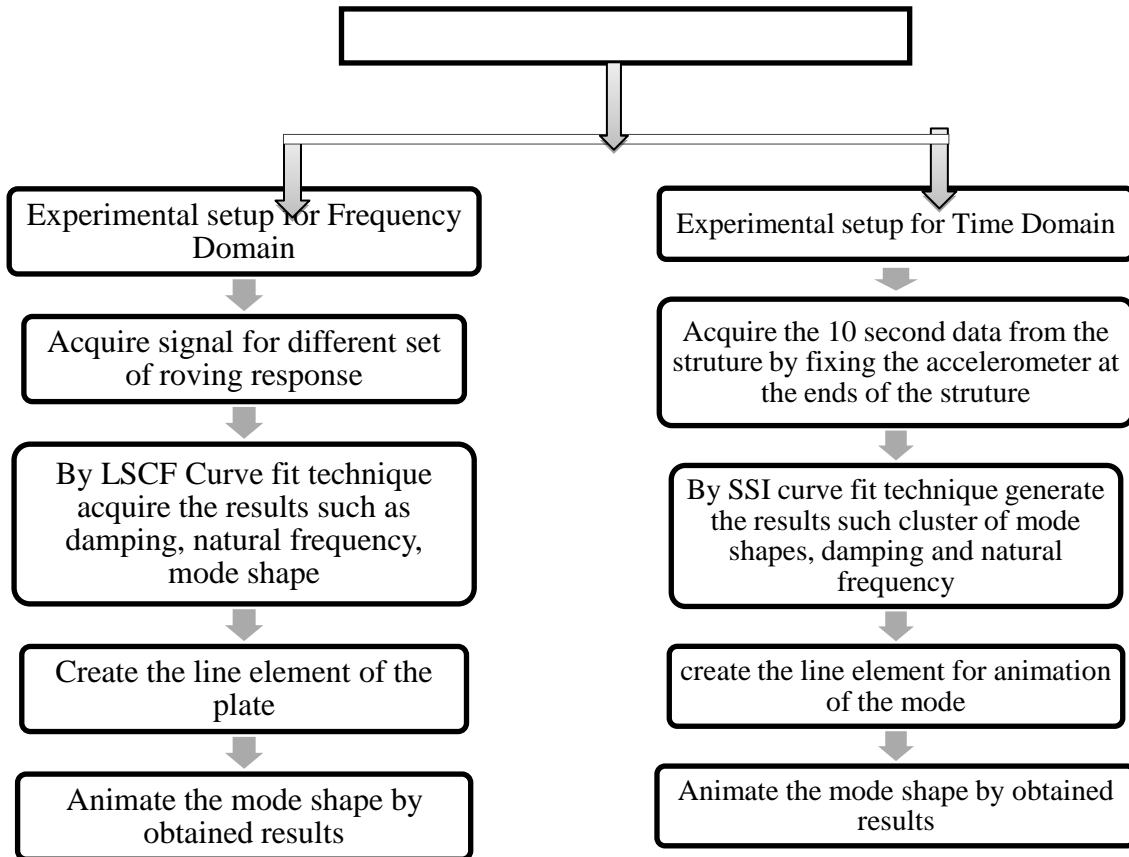 Experimental setup for Frequency
Domain
Acquire signal for different set
of roving response
By LSCF Curve fit technique
acquire the results such as
damping, natural frequency,
mode shape
Create the line element of the
plate
Animate the mode shape by
obtained results
Experimental setup for Time Domain
Acquire the 10 second data from the
struture by fixing the accelerometer at
the ends of the struture
By SSI curve fit technique generate
the results such cluster of mode
shapes, damping and natural
frequency
create the line element for animation
of the mode
Animate the mode shape by obtained
results